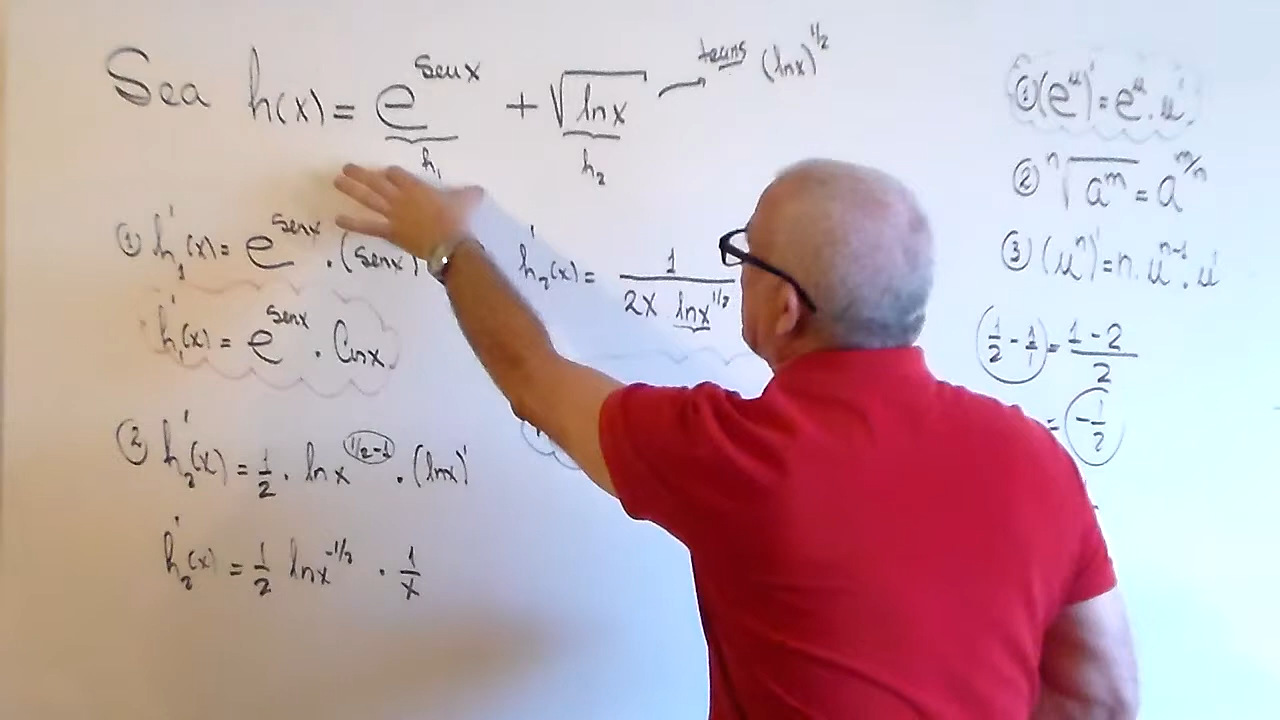 Sea h(x) = e^{senx} + √lnx → trans (lnx)^{1/2}
h₁ h₂
① h₁'(x) = e^{senx} . (senx)
h₁'(x) = e^{senx} . Cosx
② h₂'(x) = 1/2 . lnx^{1/2-1} . (lnx)'
h₂'(x) = 1/2 lnx^{-1/2} . 1/x
h₂'(x) = 1/(2x lnx^{1/2})
① (e^u)' = e^u . u'
② ⁿ√a^m = a^{m/n}
③ (u^n)' = n . u^{n-1} . u'
(1/2 - 1/1) = (1-2)/2
= (-1/2)